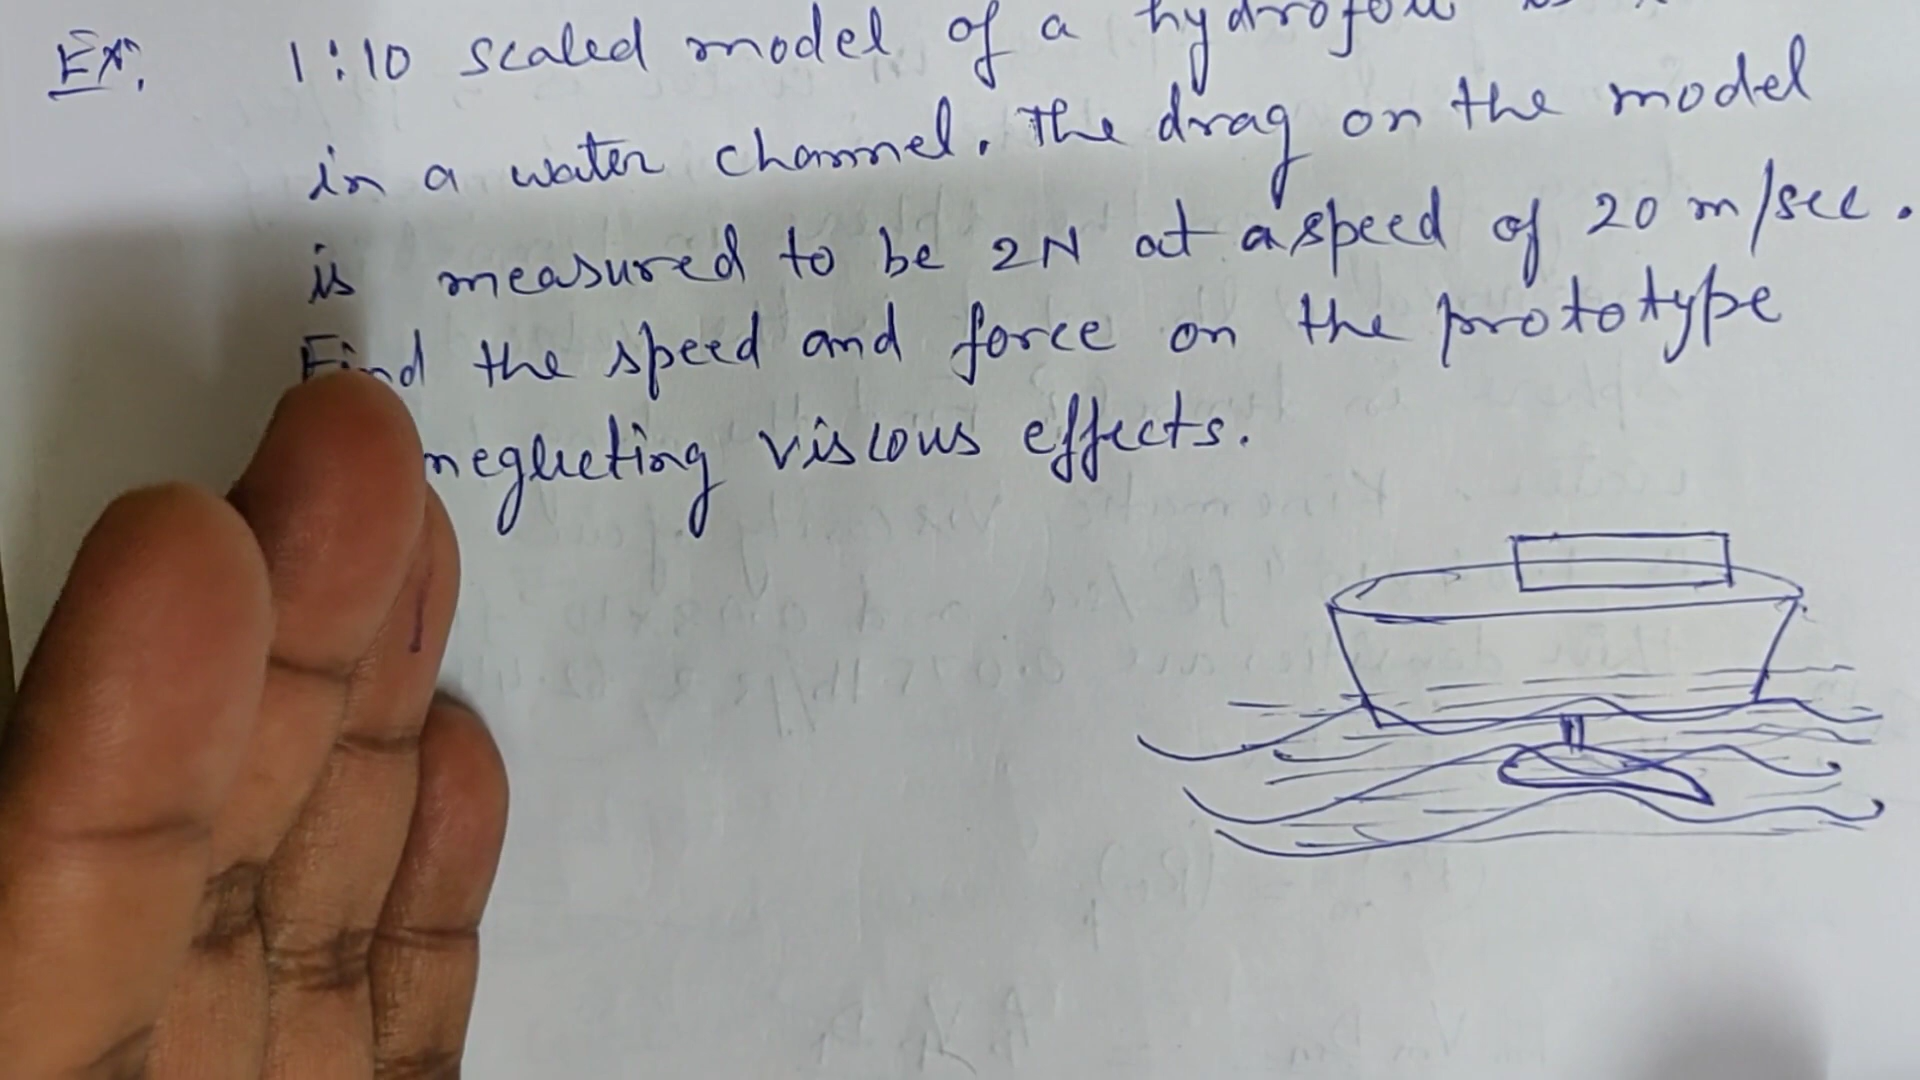 Ex. 1:10 scaled model of a hydrofoil
in a water channel. The drag on the model
is measured to be 2N at a speed of 20 m/sec.
Find the speed and force on the prototype
neglecting viscous effects.